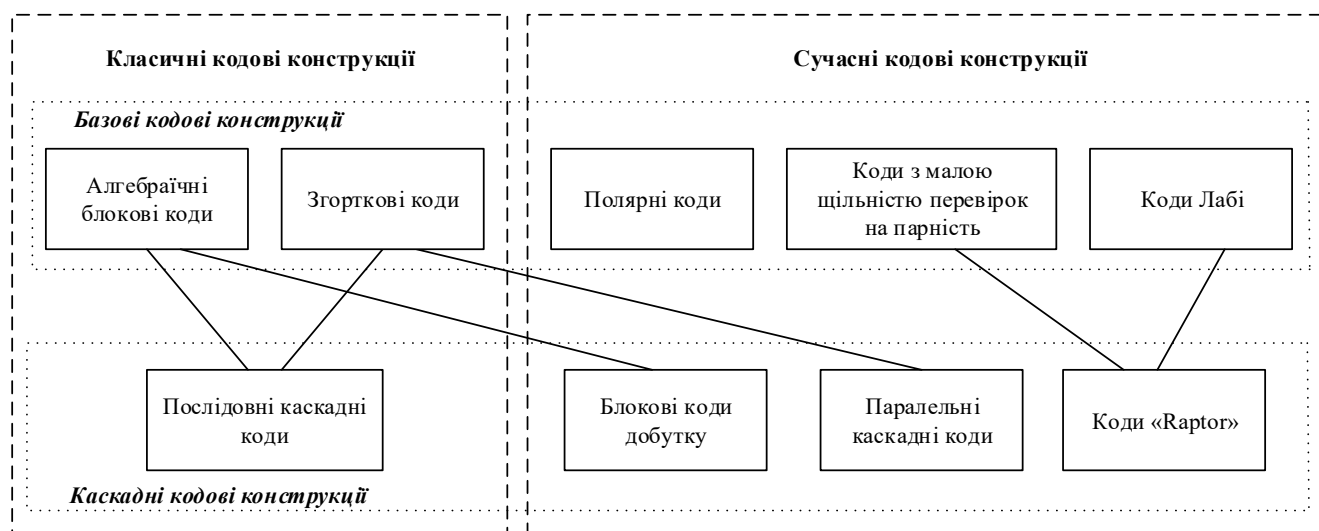 Класичні кодові конструкції
Сучасні кодові конструкції
Базові кодові конструкції
Алгебраїчні
блокові коди
Згорткові коди
Полярні коди
Коди з малою
щільністю перевірок
на парність
Коди Лабі
Послідовні каскадні
коди
Блокові коди
добутку
Паралельні
каскадні коди
Коди «Raptor»
Каскадні кодові конструкції